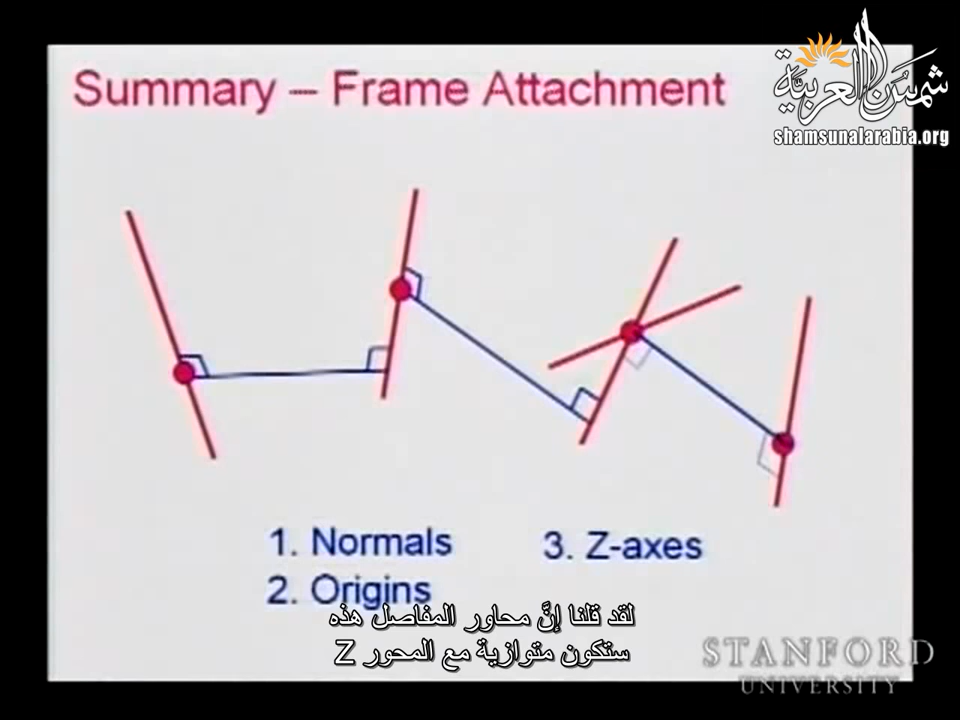 Summary – Frame Attachment
شمس العربية
shamsunalarabia.org
1. Normals
2. Origins
3. Z-axes
لقد قلنا إنَّ محاور المفاصل هذه
ستكون متوازية مع المحور Z
STANFORD
UNIVERSITY